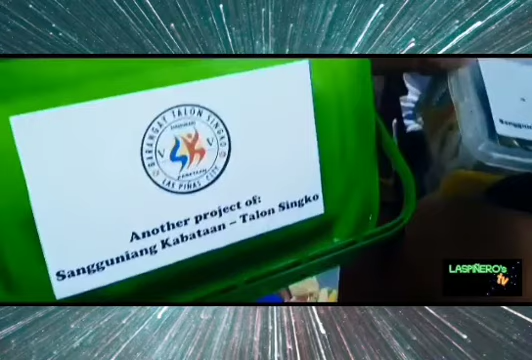 BARANGAY TALON SINGKO
LAS PIÑAS CITY
Another project of:
Sangguniang Kabataan – Talon Singko
LASPIÑERO's
tv